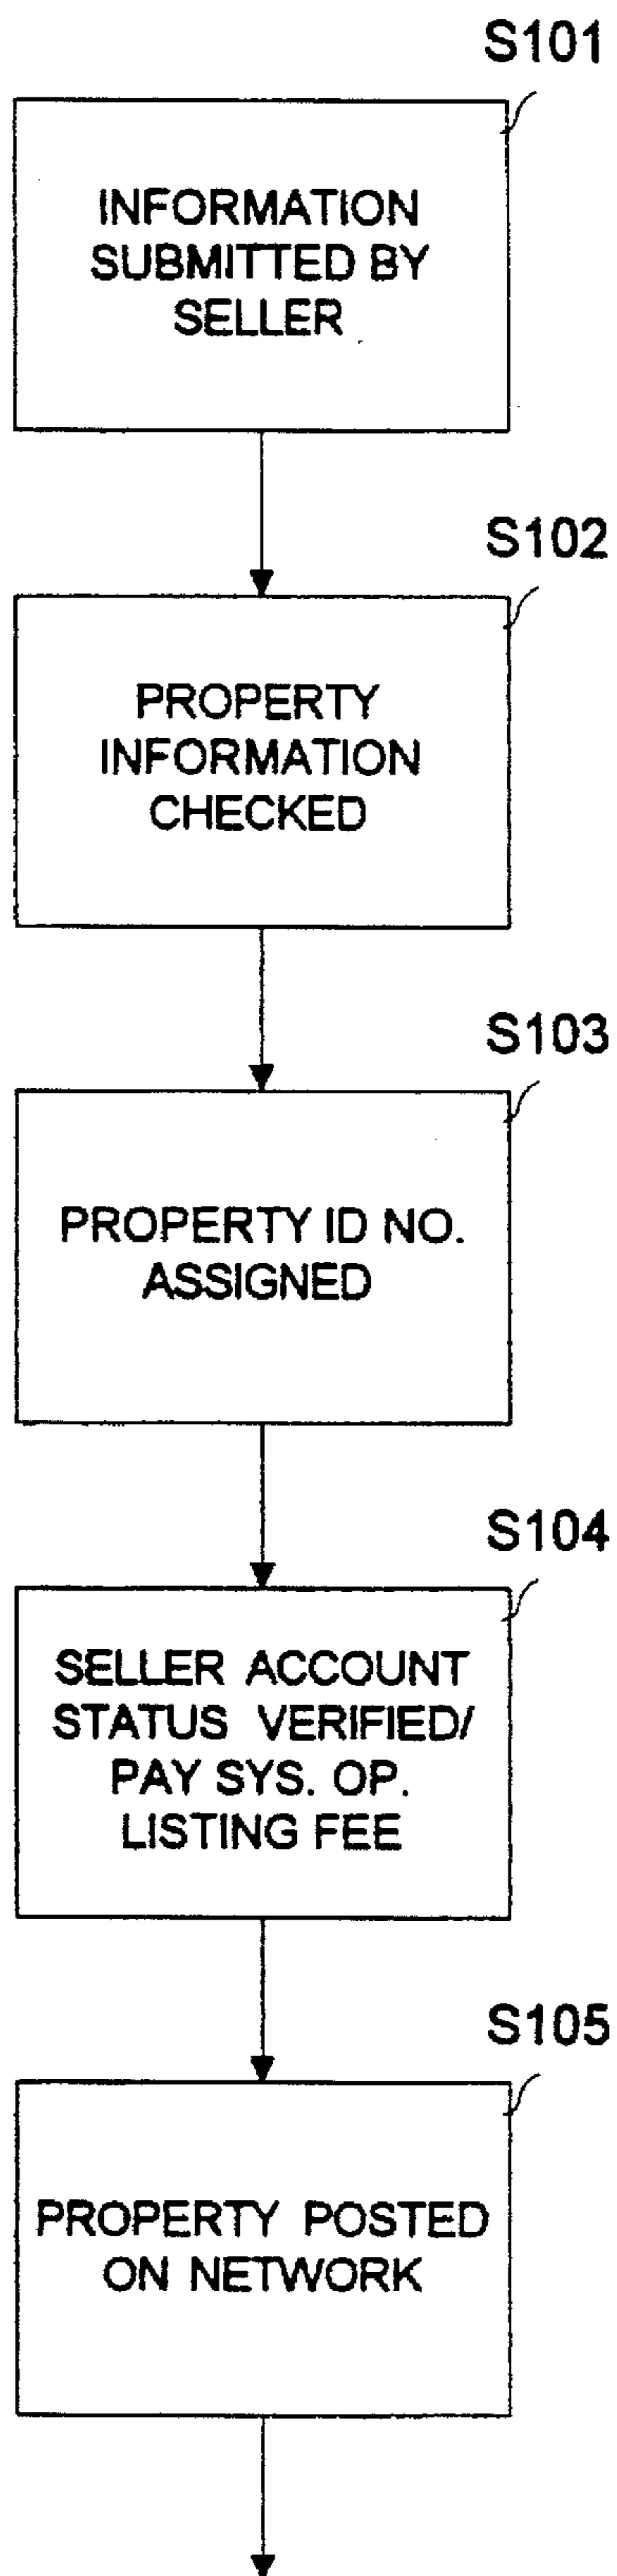 S101
INFORMATION
SUBMITTED BY
SELLER
S102
PROPERTY
INFORMATION
CHECKED
S103
PROPERTY ID NO.
ASSIGNED
S104
SELLER ACCOUNT
STATUS VERIFIED/
PAY SYS. OP.
LISTING FEE
S105
PROPERTY POSTED
ON NETWORK